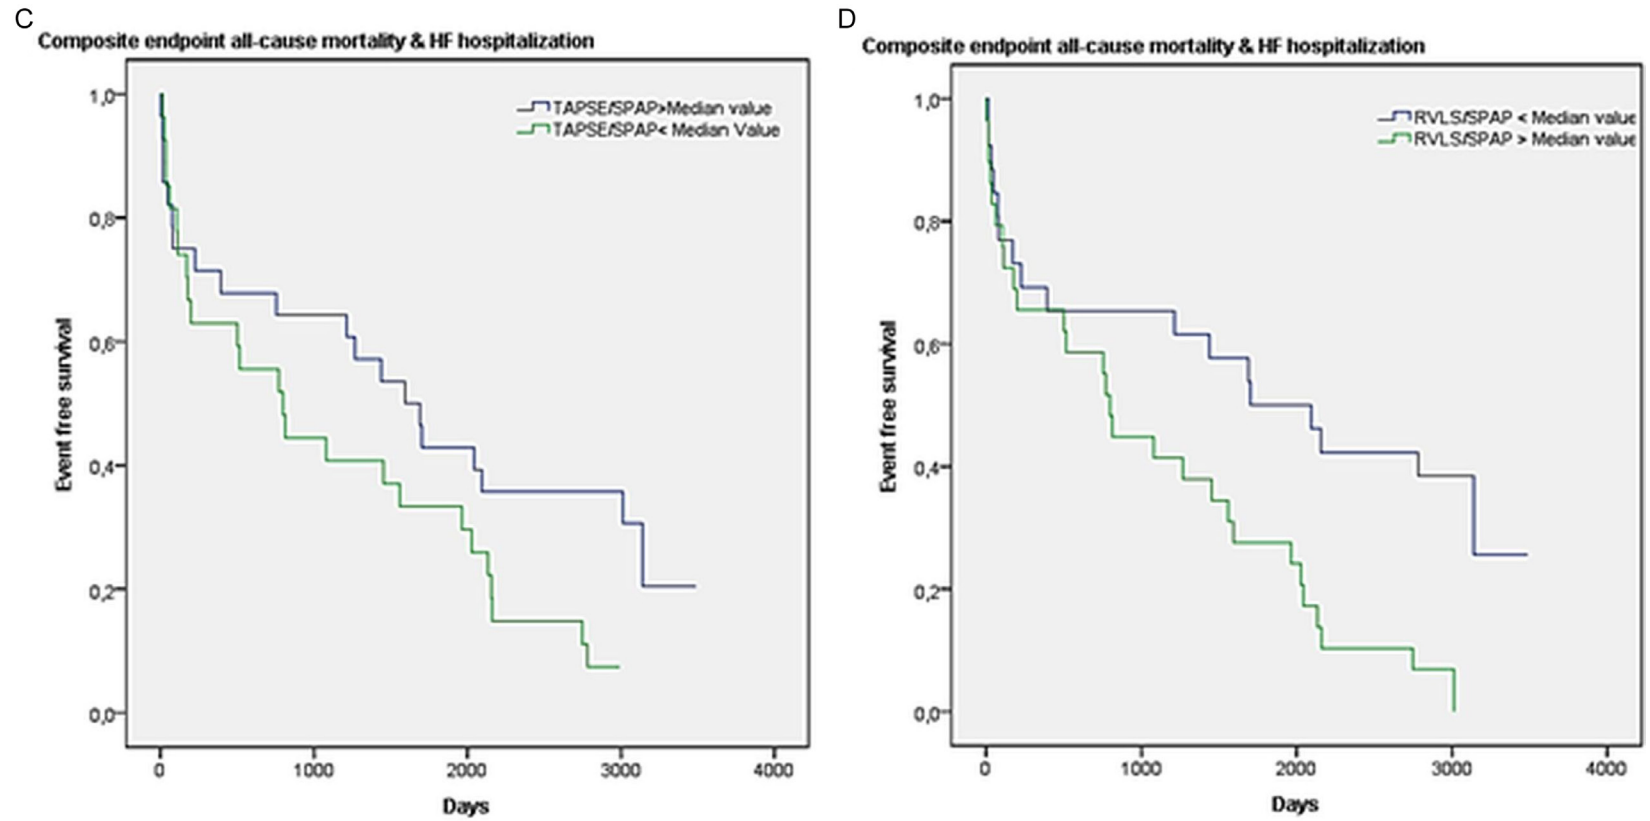 C
Composite endpoint all-cause mortality & HF hospitalization
TAPSE/SPAP>Median value
TAPSE/SPAP< Median Value
1,0
0,8
0,6
0,4
0,2
0,0
Event free survival
0 1000 2000 3000 4000
Days
D
Composite endpoint all-cause mortality & HF hospitalization
RVLS/SPAP < Median value
RVLS/SPAP > Median value
1,0
0,8
0,6
0,4
0,2
0,0
Event free survival
0 1000 2000 3000 4000
Days